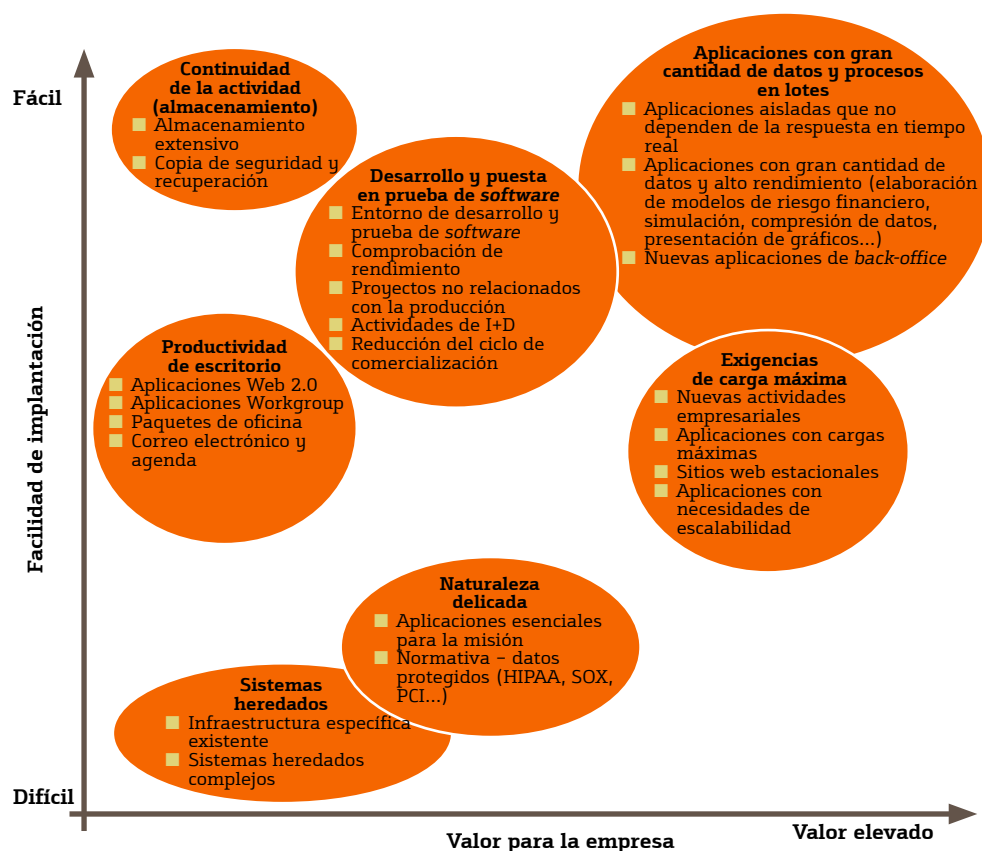 Fácil
Facilidad de implantación
Difícil
Continuidad
de la actividad
(almacenamiento)
Almacenamiento
extensivo
Copia de seguridad y
recuperación
Desarrollo y puesta
en prueba de software
Entorno de desarrollo y
prueba de software
Comprobación de
rendimiento
Proyectos no relacionados
con la producción
Actividades de I+D
Reducción del ciclo de
comercialización
Aplicaciones con gran
cantidad de datos y procesos
en lotes
Aplicaciones aisladas que no
dependen de la respuesta en tiempo
real
Aplicaciones con gran cantidad de
datos y alto rendimiento (elaboración
de modelos de riesgo financiero,
simulación, compresión de datos,
presentación de gráficos...)
Nuevas aplicaciones de back-office
Productividad
de escritorio
Aplicaciones Web 2.0
Aplicaciones Workgroup
Paquetes de oficina
Correo electrónico y
agenda
Exigencias
de carga máxima
Nuevas actividades
empresariales
Aplicaciones con cargas
máximas
Sitios web estacionales
Aplicaciones con
necesidades de
escalabilidad
Naturaleza
delicada
Aplicaciones esenciales
para la misión
Normativa – datos
protegidos (HIPAA, SOX,
PCI...)
Sistemas
heredados
Infraestructura específica
existente
Sistemas heredados
complejos
Valor para la empresa
Valor elevado